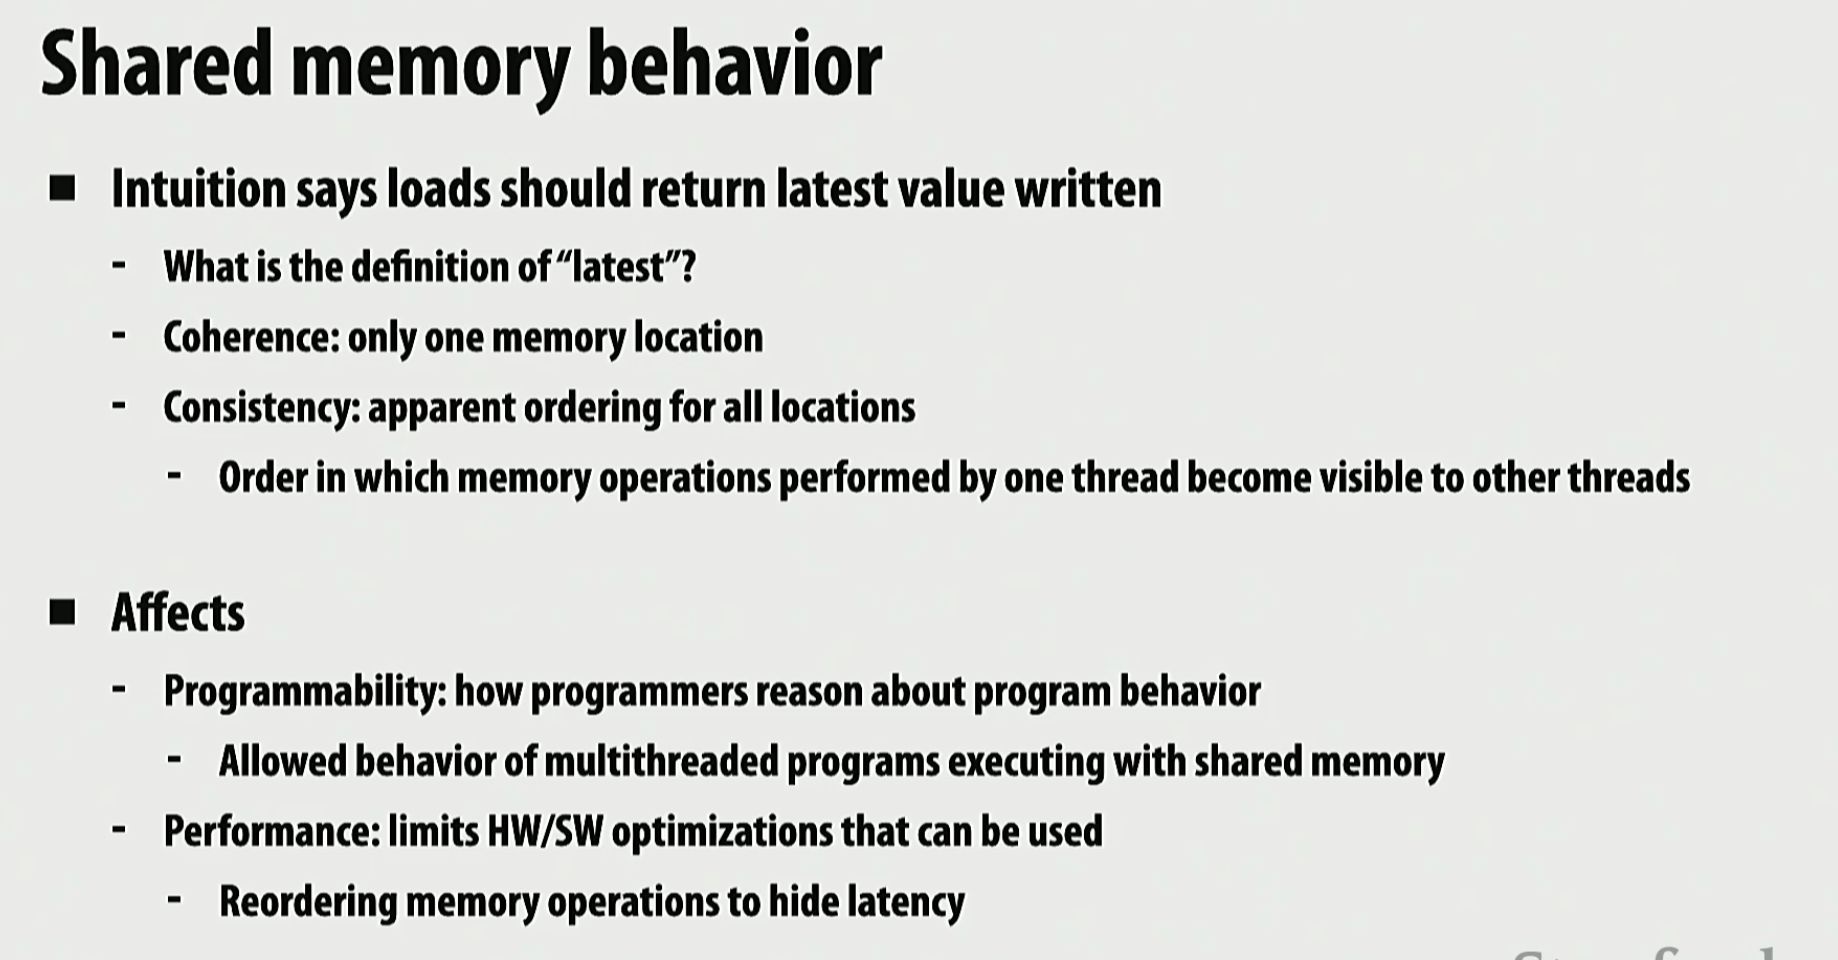 Shared memory behavior
■ Intuition says loads should return latest value written
- What is the definition of “latest”?
- Coherence: only one memory location
- Consistency: apparent ordering for all locations
- Order in which memory operations performed by one thread become visible to other threads
■ Affects
- Programmability: how programmers reason about program behavior
- Allowed behavior of multithreaded programs executing with shared memory
- Performance: limits HW/SW optimizations that can be used
- Reordering memory operations to hide latency